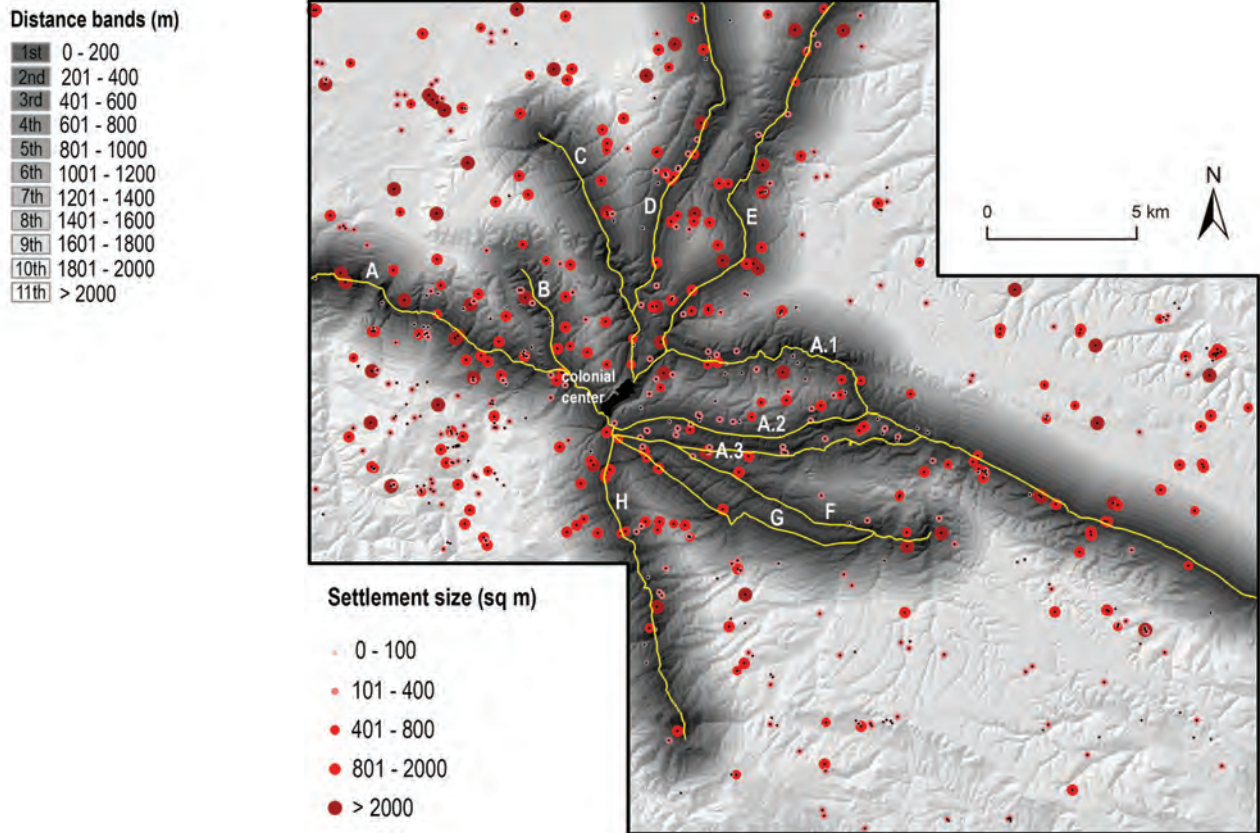 Distance bands (m)
1st 0 - 200
2nd 201 - 400
3rd 401 - 600
4th 601 - 800
5th 801 - 1000
6th 1001 - 1200
7th 1201 - 1400
8th 1401 - 1600
9th 1601 - 1800
10th 1801 - 2000
11th > 2000
N
0 5 km
C
D
E
A
B
A.1
colonial
center
A.2
A.3
H
G
F
Settlement size (sq m)
0 - 100
101 - 400
401 - 800
801 - 2000
> 2000